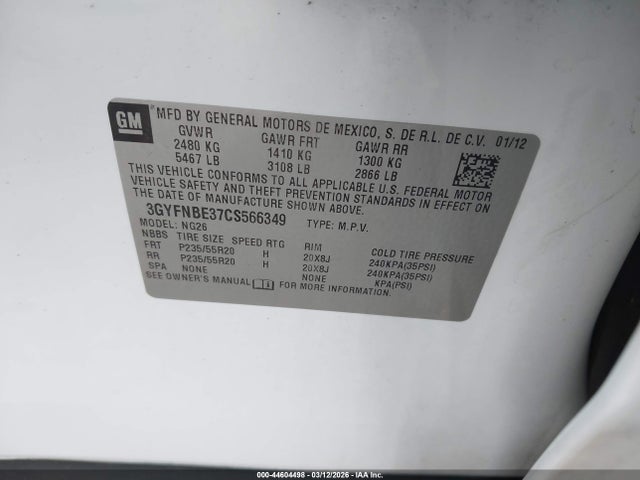 GM
MFD BY GENERAL MOTORS DE MEXICO, S. DE R.L. DE C.V. 01/12
GVWR GAWR FRT GAWR RR
2480 KG 1410 KG 1300 KG
5467 LB 3108 LB 2866 LB
THIS VEHICLE CONFORMS TO ALL APPLICABLE U.S. FEDERAL MOTOR
VEHICLE SAFETY AND THEFT PREVENTION STANDARDS IN EFFECT ON
THE DATE OF MANUFACTURE SHOWN ABOVE.
3GYFNBE37CS566349 TYPE: M.P.V.
MODEL: NG26
NBBS TIRE SIZE SPEED RTG RIM COLD TIRE PRESSURE
FRT P235/55R20 H 20X8J 240KPA(35PSI)
RR P235/55R20 H 20X8J 240KPA(35PSI)
SPA NONE NONE KPA(PSI)
SEE OWNER'S MANUAL FOR MORE INFORMATION.
000-44604498 - 03/12/2026 - IAAI.CA